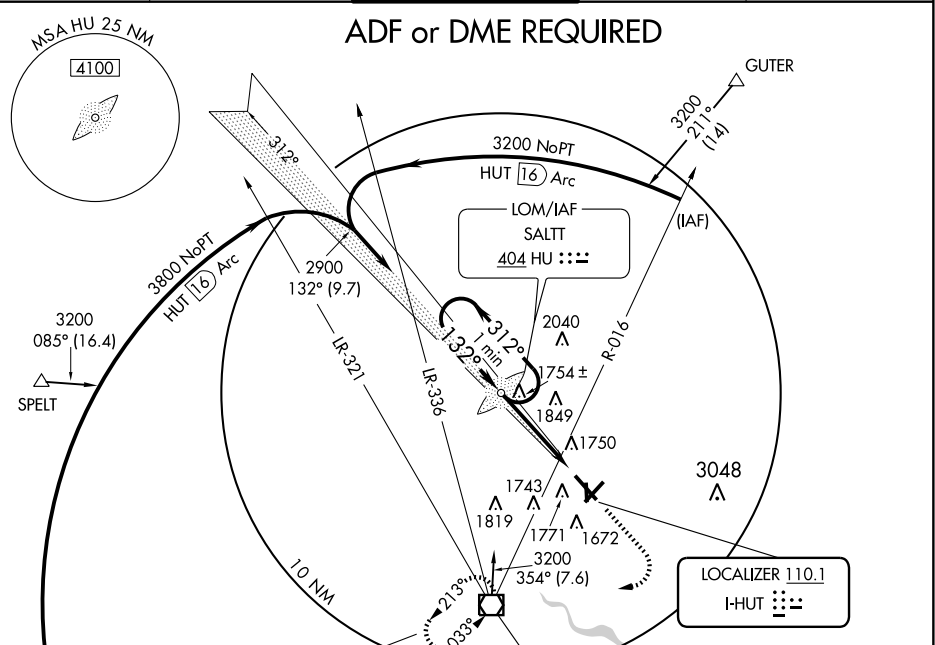 ADF or DME REQUIRED
MSA HU 25 NM
4100
GUTER
3200
211°
(14)
3200 NoPT
HUT 16 Arc
(IAF)
312°
LOM/IAF
SALTT
404 HU
3800 NoPT
HUT 16 Arc
2900
132° (9.7)
3200
085° (16.4)
SPELT
LR-321
LR-336
R-016
312°
1 min
132°
2040
1754 ±
1849
1750
3048
1743
1819
1771
1672
3200
354° (7.6)
10 NM
213°
033°
LOCALIZER 110.1
I-HUT